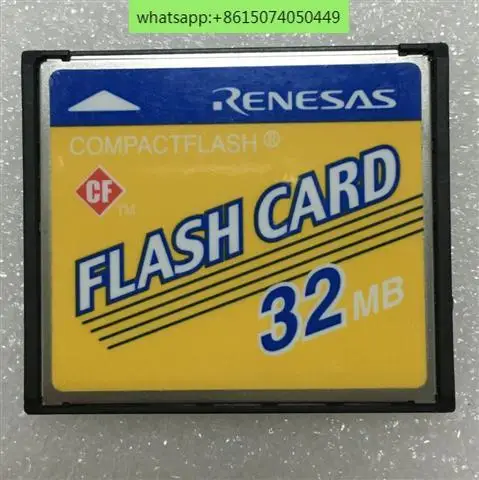 whatsapp:+8615074050449
RENESAS
COMPACTFLASH®
CF
TM
FLASH CARD
32 MB